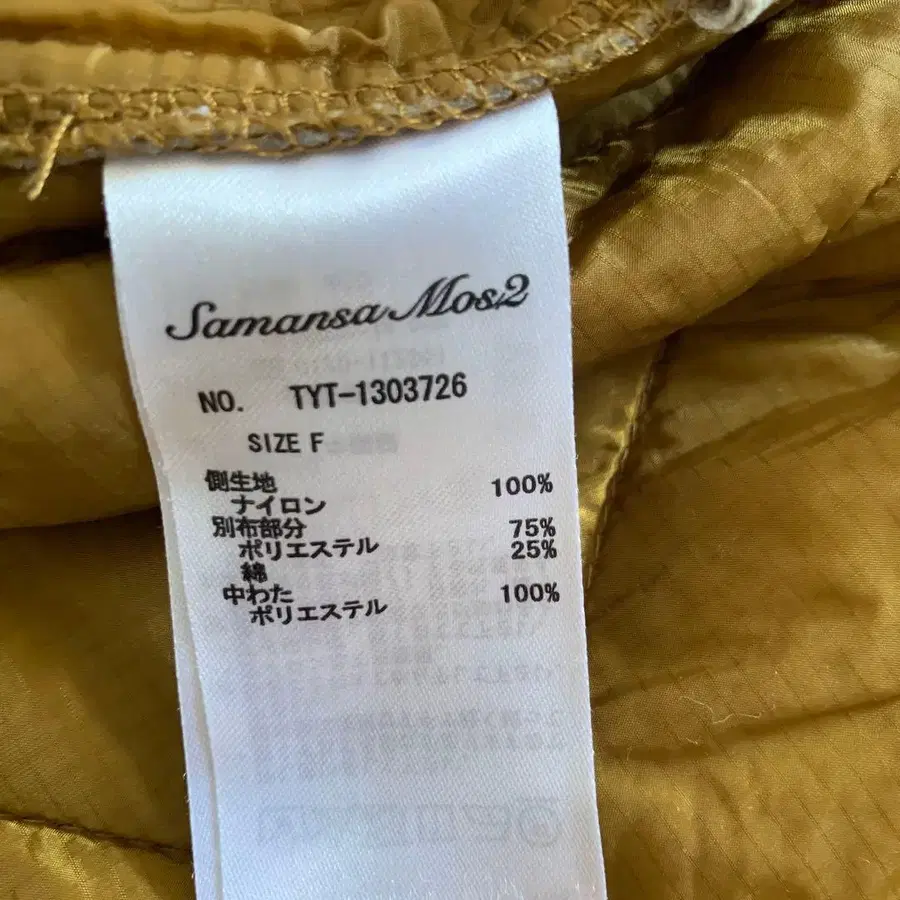 Samansa Mos2
NO. TYT-1303726
SIZE F
側生地
ナイロン 100%
別布部分
ポリエステル 75%
綿 25%
中わた
ポリエステル 100%